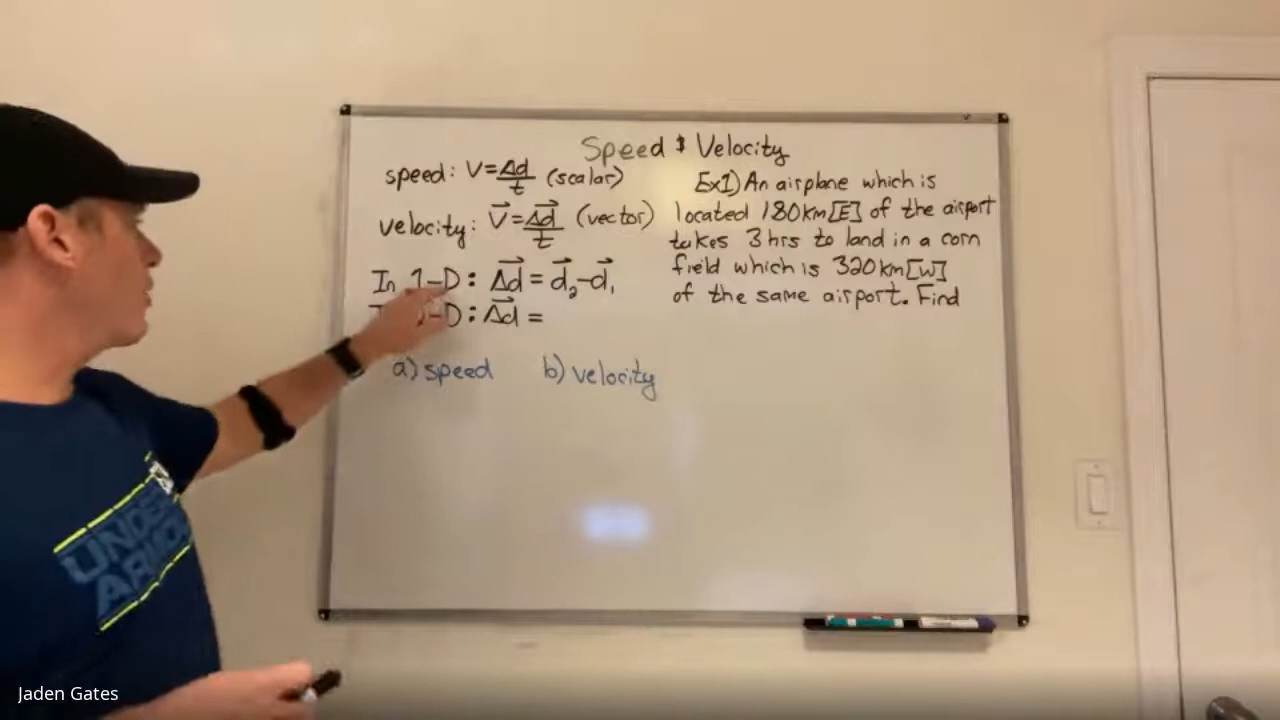 Speed & Velocity
speed: V=Δd/t (scalar)
velocity: V⃗=Δd⃗/t (vector)
In 1-D: Δd⃗ = d⃗₂-d⃗₁
-D: Δd⃗ =
a) speed b) velocity
Ex1) An airplane which is
located 180km[E] of the airport
takes 3hrs to land in a corn
field which is 320km[W]
of the same airport. Find
UNDER
ARMOUR
Jaden Gates